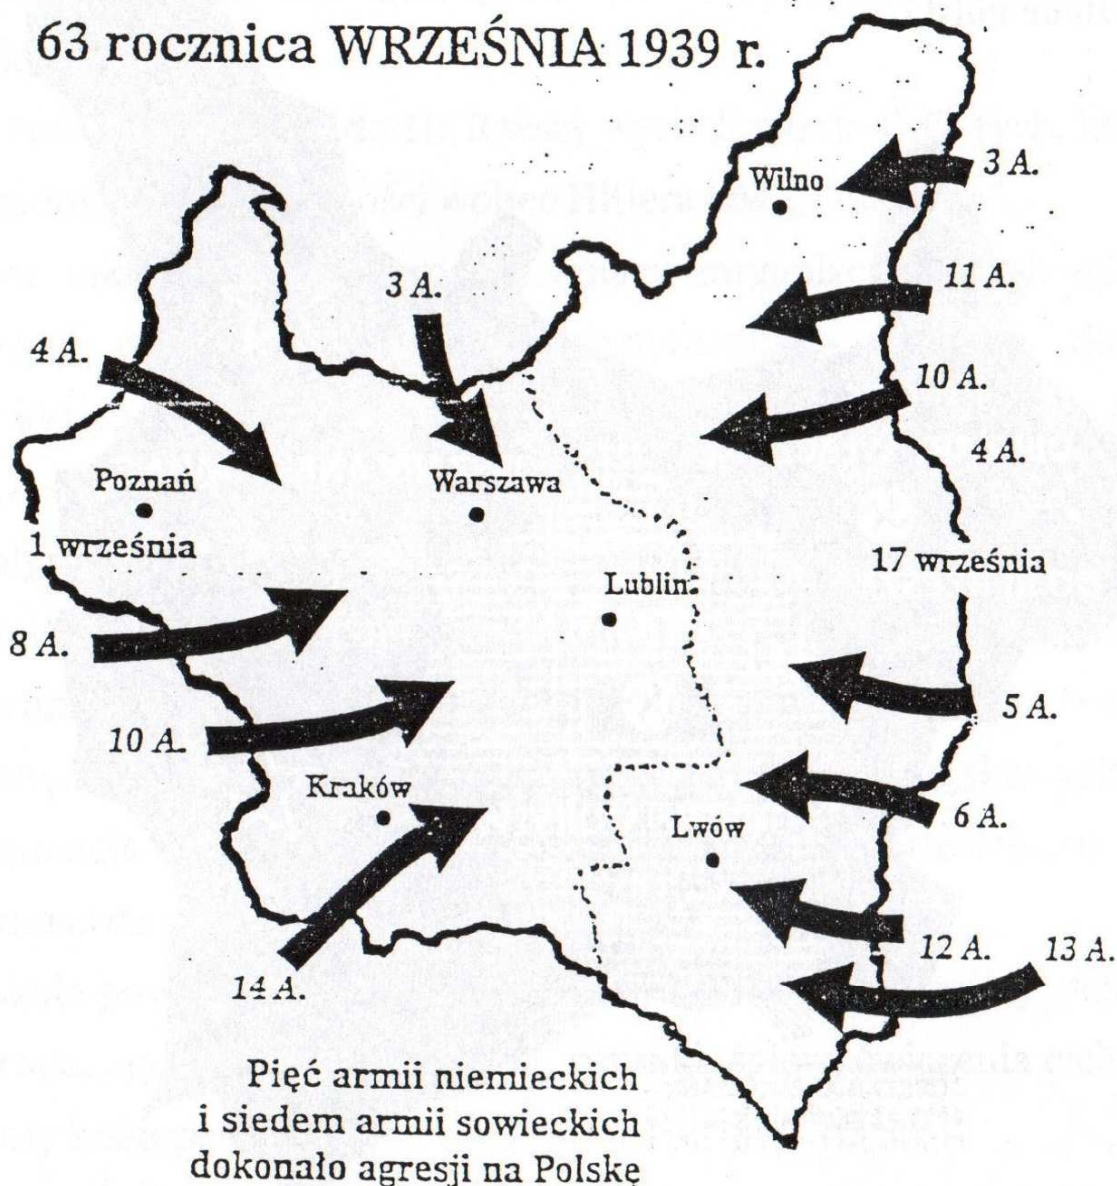 63 rocznica WRZEŚNIA 1939 r.
Wilno
3 A.
3 A.
11 A.
4 A.
10 A.
4 A.
Poznań
Warszawa
1 września
17 września
Lublin
8 A.
5 A.
10 A.
Kraków
6 A.
Lwów
12 A.
13 A.
14 A.
Pięć armii niemieckich
i siedem armii sowieckich
dokonało agresji na Polskę